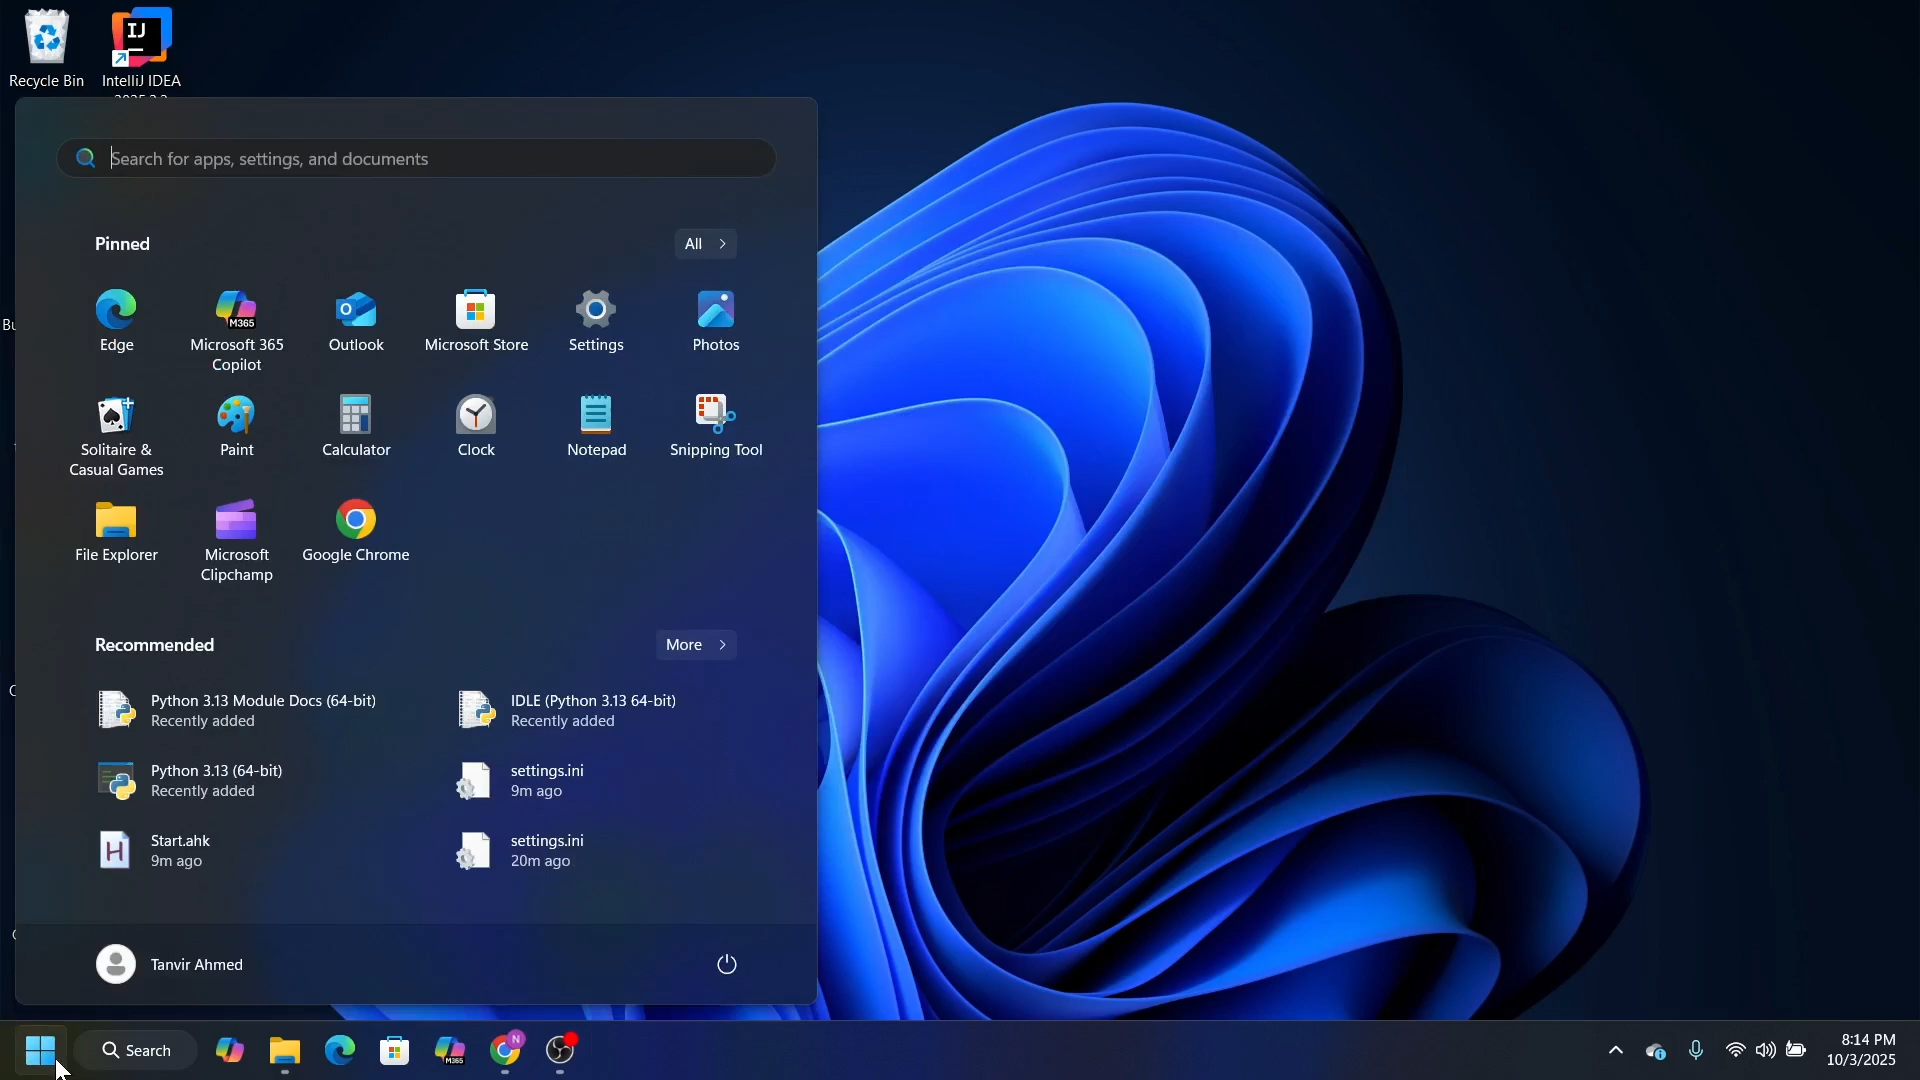 Recycle Bin
IntelliJ IDEA
Search for apps, settings, and documents
Pinned
All
Edge
Microsoft 365
Copilot
M365
Outlook
Microsoft Store
Settings
Photos
Solitaire &
Casual Games
Paint
Calculator
Clock
Notepad
Snipping Tool
File Explorer
Microsoft
Clipchamp
Google Chrome
Recommended
More
Python 3.13 Module Docs (64-bit)
Recently added
IDLE (Python 3.13 64-bit)
Recently added
Python 3.13 (64-bit)
Recently added
settings.ini
9m ago
Start.ahk
9m ago
settings.ini
20m ago
Tanvir Ahmed
Search
M365
N
8:14 PM
10/3/2025